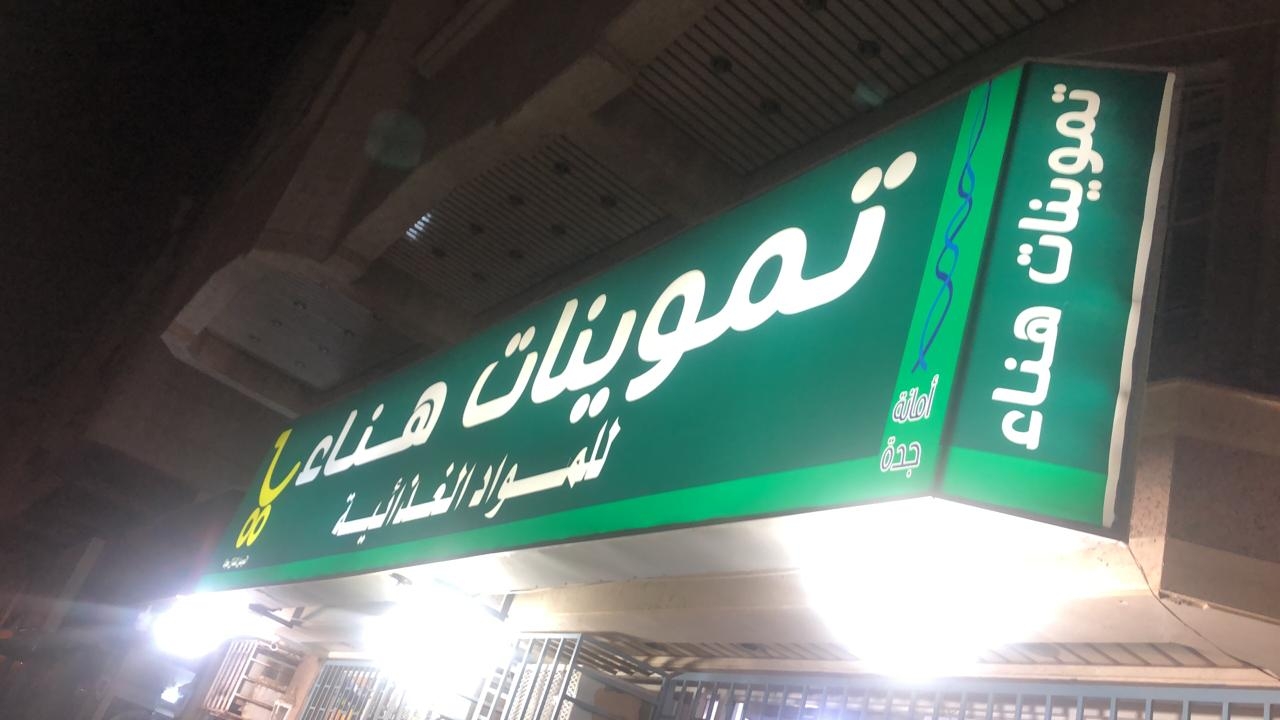 تموينات هناء
للمواد الغذائية
أمانة
جدة
تموينات هناء